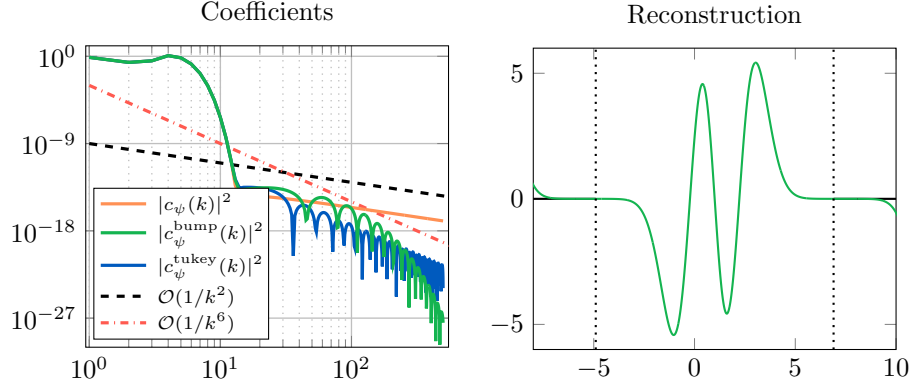 Coefficients
10^0
10^{-9}
10^{-18}
10^{-27}
|c_ψ(k)|^2
|c_ψ^{bump}(k)|^2
|c_ψ^{tukey}(k)|^2
𝒪(1/k^2)
𝒪(1/k^6)
10^0 10^1 10^2
Reconstruction
5
0
−5
−5 0 5 10